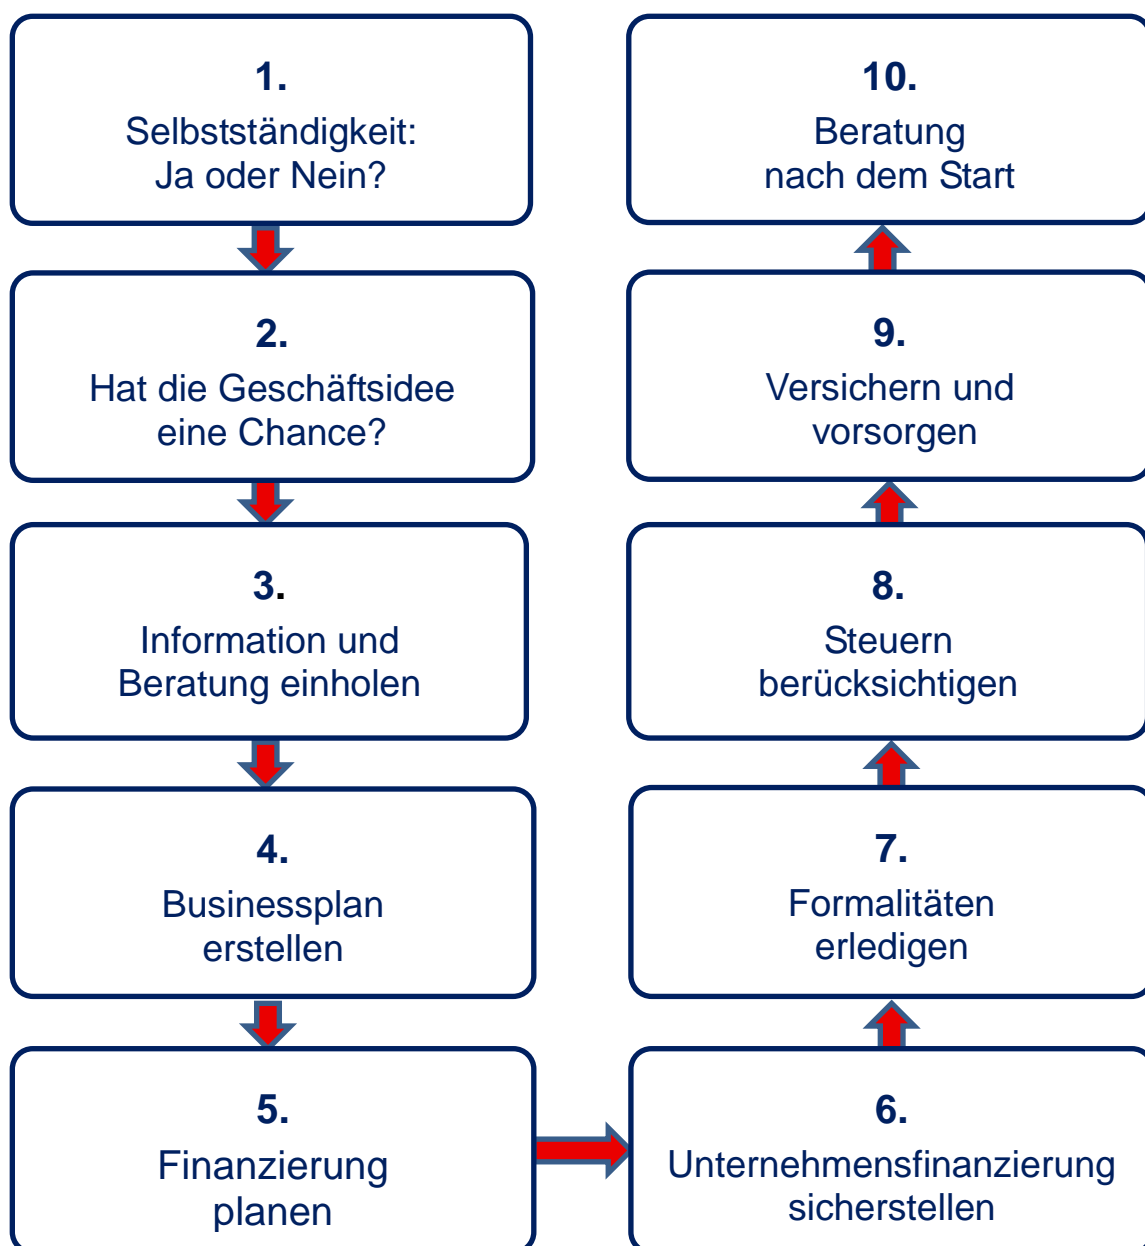 1.
Selbstständigkeit:
Ja oder Nein?
2.
Hat die Geschäftsidee
eine Chance?
3.
Information und
Beratung einholen
4.
Businessplan
erstellen
5.
Finanzierung
planen
6.
Unternehmensfinanzierung
sicherstellen
7.
Formalitäten
erledigen
8.
Steuern
berücksichtigen
9.
Versichern und
vorsorgen
10.
Beratung
nach dem Start